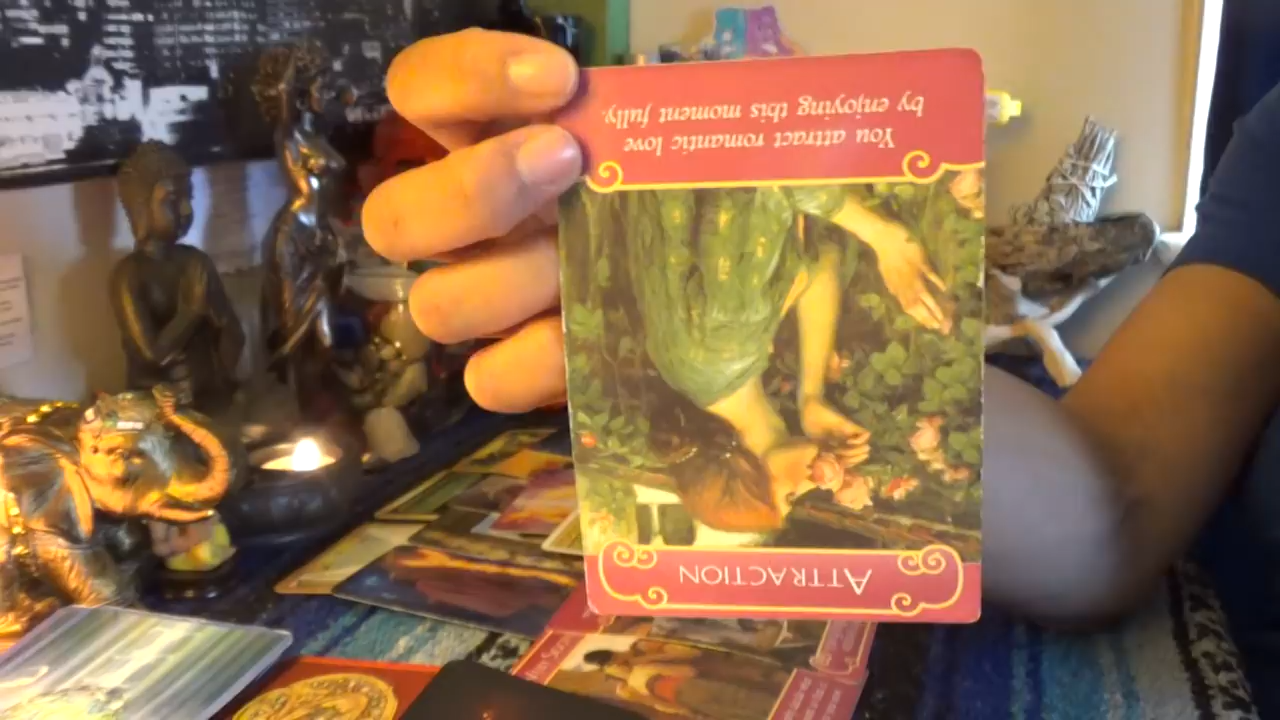 ATTRACTION
You attract romantic love
by enjoying this moment fully.